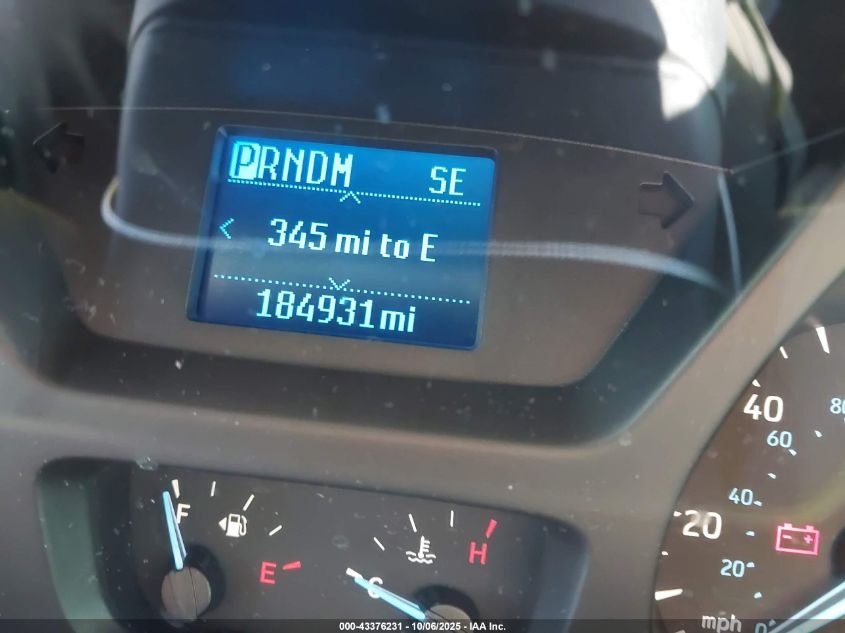 PRNDM SE
345 mi to E
184931mi
F
E
C
H
40
80
60
40
20
20
mph 0
000-43376231 - 10/06/2025 - IAA Inc.